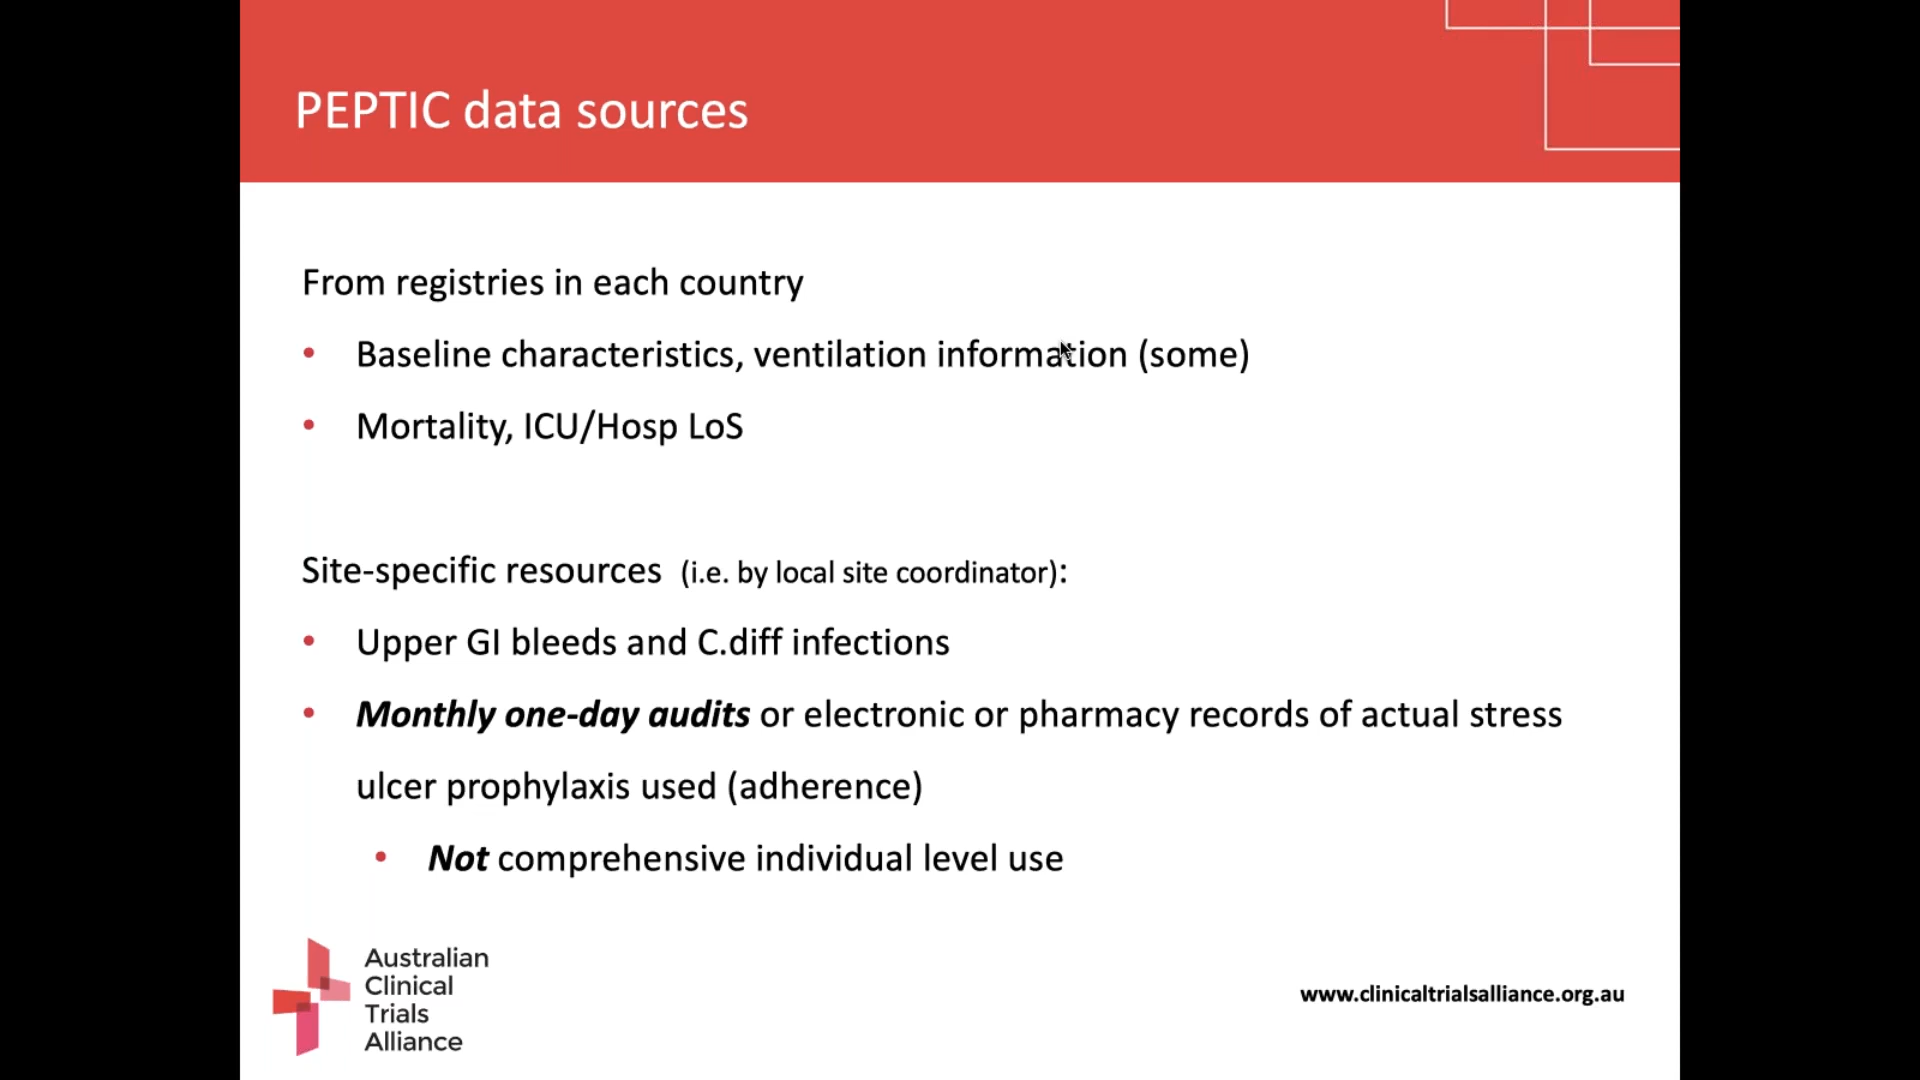 PEPTIC data sources
From registries in each country
• Baseline characteristics, ventilation information (some)
• Mortality, ICU/Hosp LoS
Site-specific resources (i.e. by local site coordinator):
• Upper GI bleeds and C.diff infections
• Monthly one-day audits or electronic or pharmacy records of actual stress
ulcer prophylaxis used (adherence)
• Not comprehensive individual level use
Australian
Clinical
Trials
Alliance
www.clinicaltrialsalliance.org.au